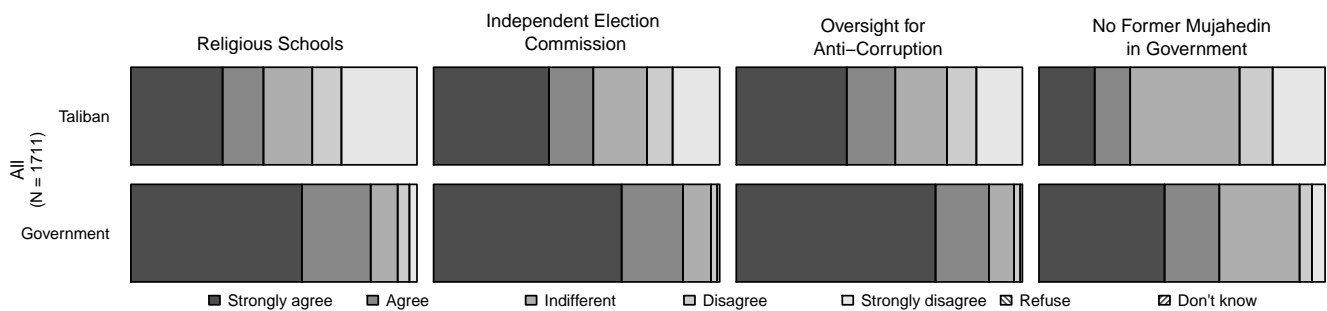 Religious Schools
Independent Election
Commission
Oversight for
Anti−Corruption
No Former Mujahedin
in Government
All
(N = 1711)
Taliban
Government
Strongly agree
Agree
Indifferent
Disagree
Strongly disagree
Refuse
Don't know